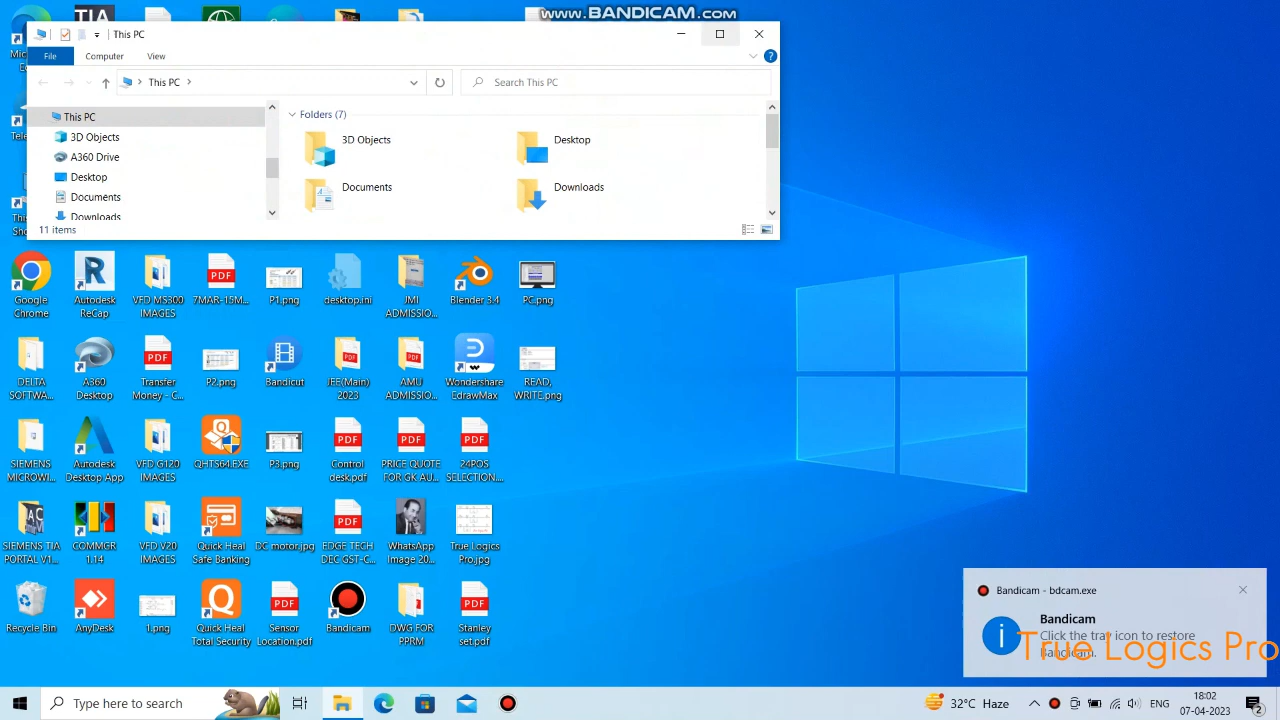 www.BANDICAM.com
TIA
This PC
File
Computer
View
This PC
Search This PC
This PC
3D Objects
A360 Drive
Desktop
Documents
Downloads
Folders (7)
3D Objects
Desktop
Documents
Downloads
11 items
Google
Chrome
Autodesk
ReCap
VFD MS300
IMAGES
7MAR-15M...
P1.png
desktop.ini
JMI
ADMISSIO...
Blender 3.4
PC.png
DELTA
SOFTWA...
A360
Desktop
Transfer
Money - C...
P2.png
Bandicut
JEE(Main)
2023
AMU
ADMISSIO...
Wondershare
EdrawMax
READ,
WRITE.png
SIEMENS
MICROWI...
Autodesk
Desktop App
VFD G120
IMAGES
QHTS64.EXE
P3.png
Control
desk.pdf
PRICE QUOTE
FOR GK AU...
24POS
SELECTION....
SIEMENS TIA
PORTAL V1...
COMMGR
1.14
VFD V20
IMAGES
Quick Heal
Safe Banking
DC motor.jpg
EDGE TECH
DEC GST-C...
WhatsApp
Image 20...
True Logics
Pro.jpg
Recycle Bin
AnyDesk
1.png
Quick Heal
Total Security
Sensor
Location.pdf
Bandicam
DWG FOR
PPRM
Stanley
set.pdf
Bandicam - bdcam.exe
Bandicam
Click the tray icon to restore
Bandicam.
True Logics Pro
Type here to search
32°C Haze
ENG
18:02
07-04-2023
2